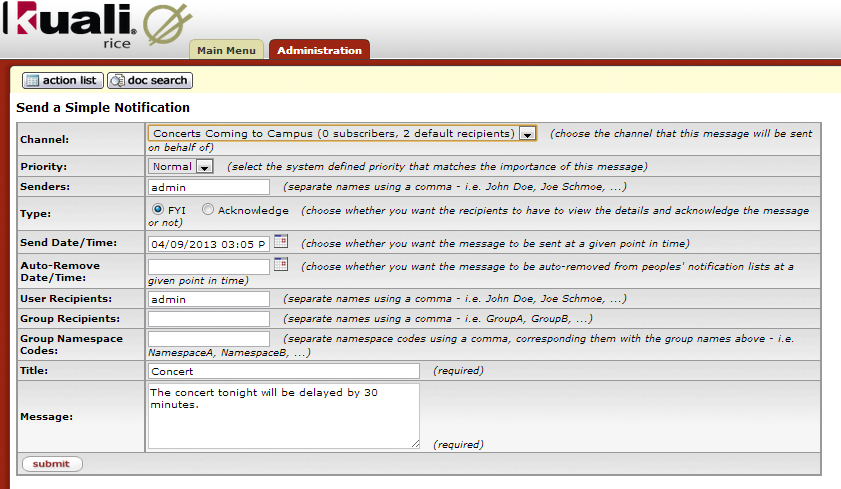 kuali®
rice
Main Menu
Administration
action list
doc search
Send a Simple Notification
Channel:
Concerts Coming to Campus (0 subscribers, 2 default recipients)
(choose the channel that this message will be sent
on behalf of)
Priority:
Normal
(select the system defined priority that matches the importance of this message)
Senders:
admin
(separate names using a comma - i.e. John Doe, Joe Schmoe, ...)
Type:
FYI
Acknowledge
(choose whether you want the recipients to have to view the details and acknowledge the message
or not)
Send Date/Time:
04/09/2013 03:05 P
(choose whether you want the message to be sent at a given point in time)
Auto-Remove
Date/Time:
(choose whether you want the message to be auto-removed from peoples' notification lists at a
given point in time)
User Recipients:
admin
(separate names using a comma - i.e. John Doe, Joe Schmoe, ...)
Group Recipients:
(separate names using a comma - i.e. GroupA, GroupB, ...)
Group Namespace
Codes:
(separate namespace codes using a comma, corresponding them with the group names above - i.e.
NamespaceA, NamespaceB, ...)
Title:
Concert
(required)
Message:
The concert tonight will be delayed by 30
minutes.
(required)
submit